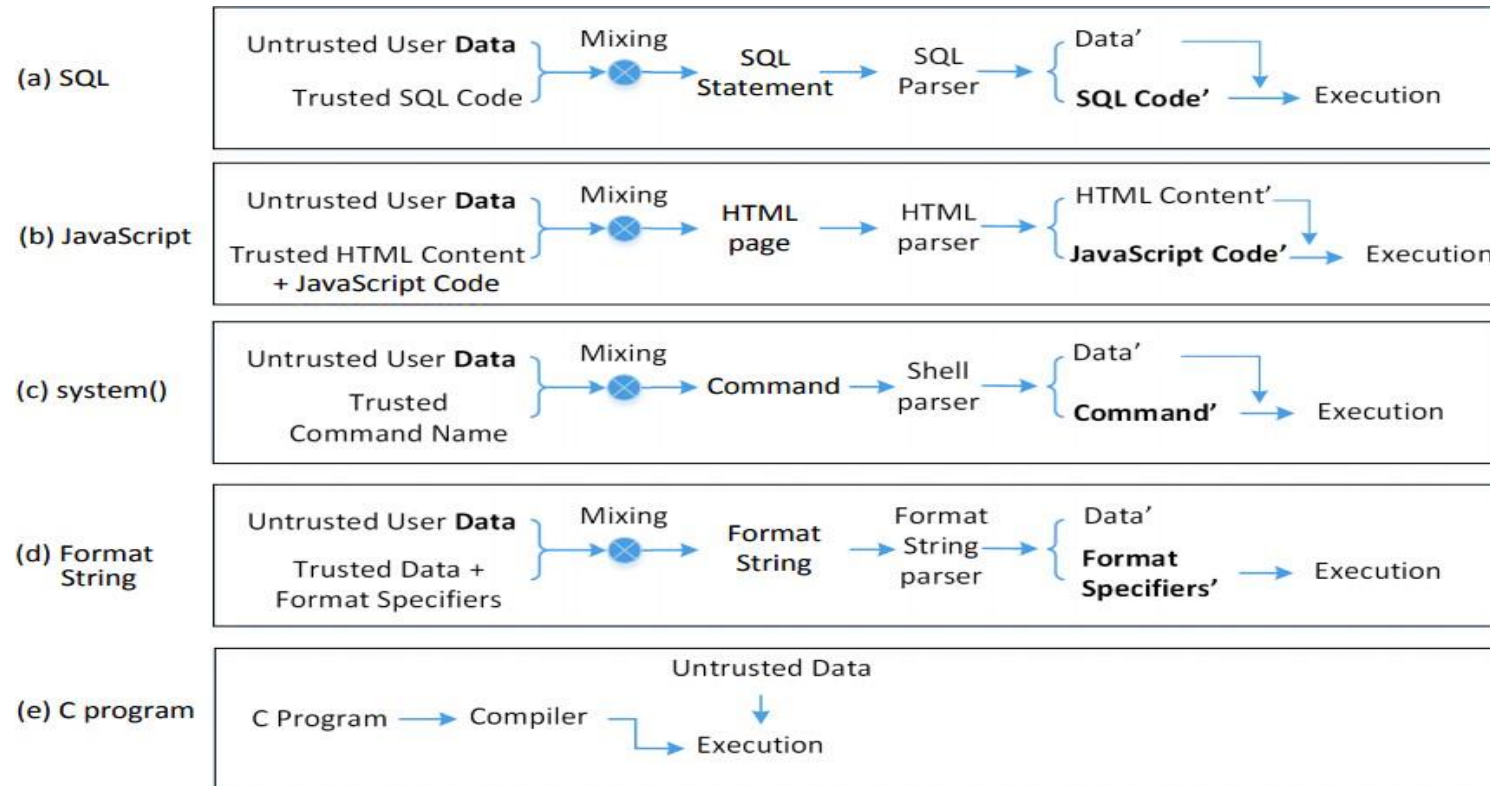 (a) SQL
Untrusted User Data
Trusted SQL Code
Mixing
SQL
Statement
SQL
Parser
Data’
SQL Code’
Execution
(b) JavaScript
Untrusted User Data
Trusted HTML Content
+ JavaScript Code
Mixing
HTML
page
HTML
parser
HTML Content’
JavaScript Code’
Execution
(c) system()
Untrusted User Data
Trusted
Command Name
Mixing
Command
Shell
parser
Data’
Command’
Execution
(d) Format
String
Untrusted User Data
Trusted Data +
Format Specifiers
Mixing
Format
String
Format
String
parser
Data’
Format
Specifiers’
Execution
(e) C program
C Program
Compiler
Untrusted Data
Execution